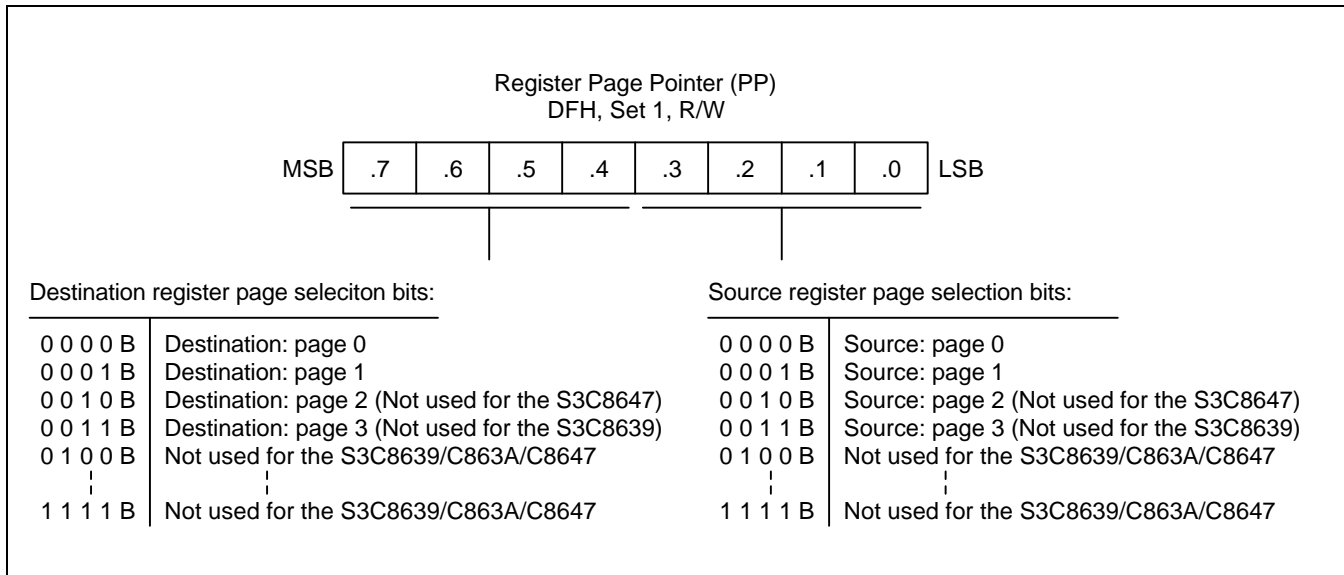 Register Page Pointer (PP)
DFH, Set 1, R/W
MSB .7 .6 .5 .4 .3 .2 .1 .0 LSB
Destination register page seleciton bits:
0 0 0 0 B Destination: page 0
0 0 0 1 B Destination: page 1
0 0 1 0 B Destination: page 2 (Not used for the S3C8647)
0 0 1 1 B Destination: page 3 (Not used for the S3C8639)
0 1 0 0 B Not used for the S3C8639/C863A/C8647
1 1 1 1 B Not used for the S3C8639/C863A/C8647
Source register page selection bits:
0 0 0 0 B Source: page 0
0 0 0 1 B Source: page 1
0 0 1 0 B Source: page 2 (Not used for the S3C8647)
0 0 1 1 B Source: page 3 (Not used for the S3C8639)
0 1 0 0 B Not used for the S3C8639/C863A/C8647
1 1 1 1 B Not used for the S3C8639/C863A/C8647